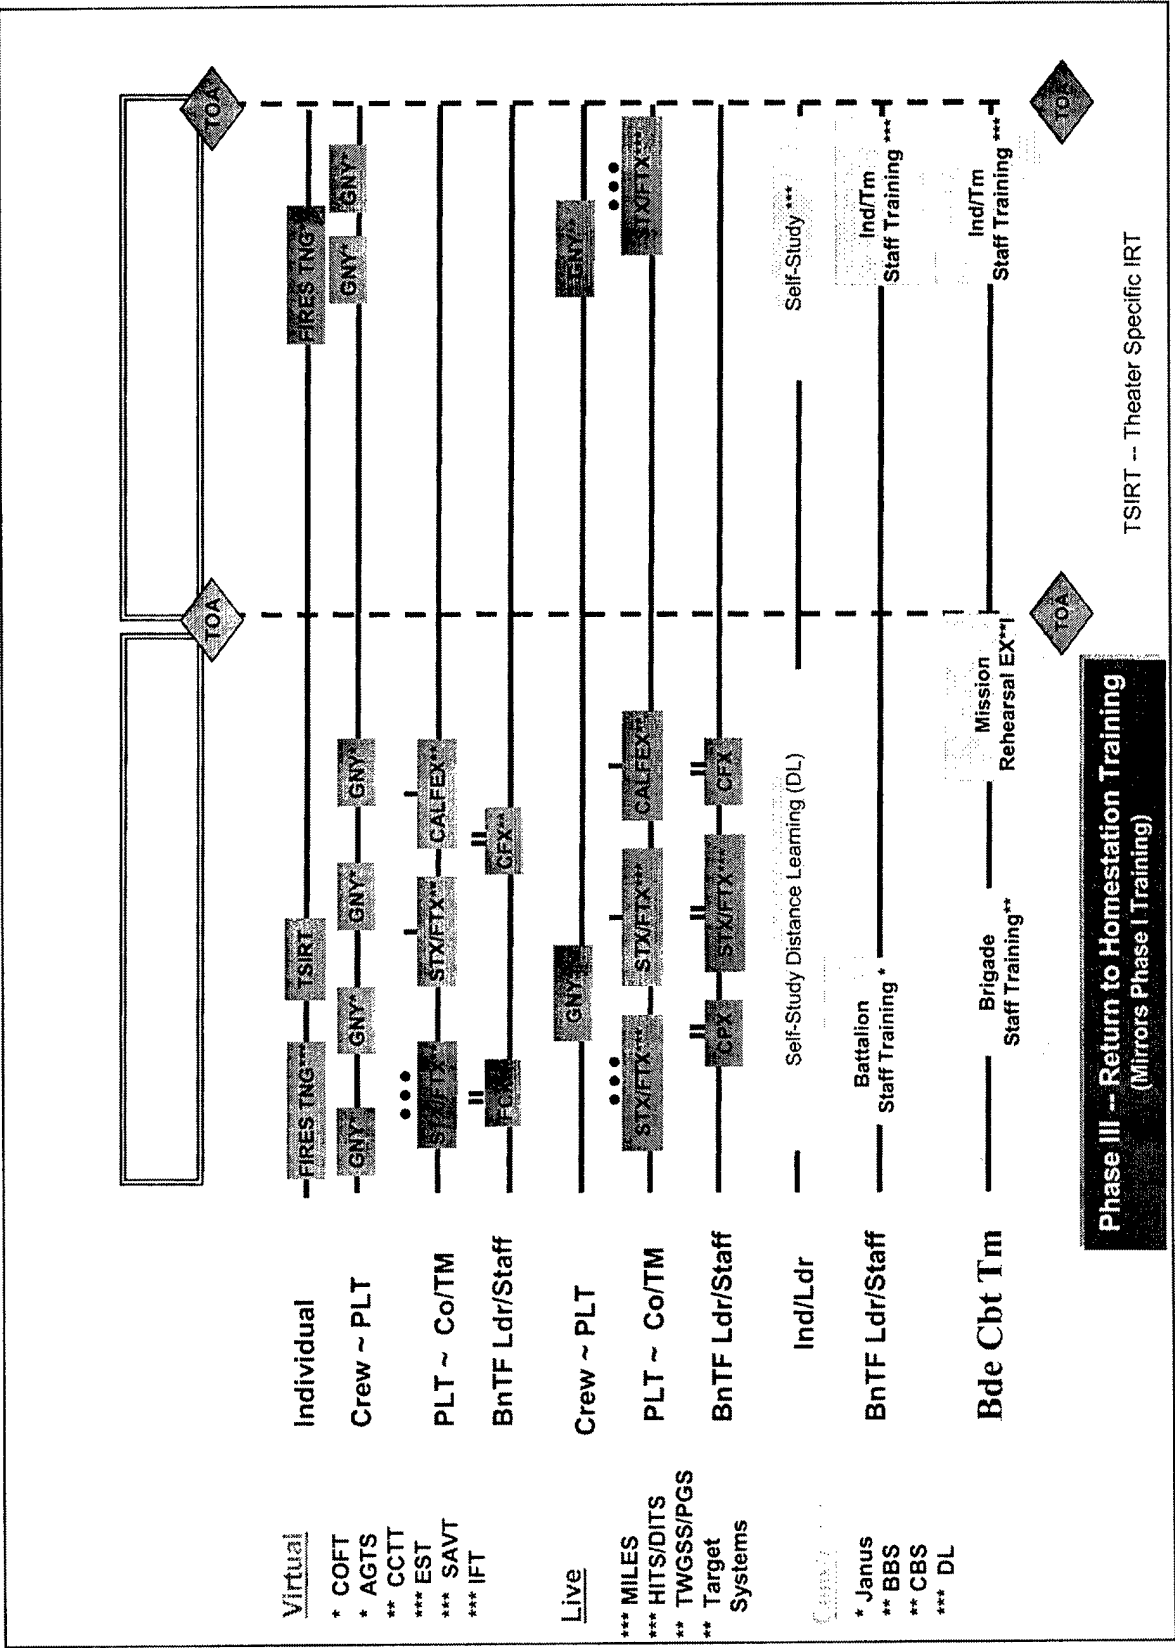 TOA
TOA
Virtual
* COFT
* AGTS
** CCTT
*** EST
*** SAVT
*** IFT
Individual
FIRES TNG***
TSIRT
FIRES TNG**
Crew ~ PLT
GNY*
GNY*
GNY*
GNY*
GNY*
GNY*
PLT ~ Co/TM
STX/FTX**
STX/FTX**
CALFEX**
BnTF Ldr/Staff
CFX**
Live
*** MILES
*** HITS/DITS
** TWGSS/PGS
** Target
Systems
Crew ~ PLT
GNY**
GNY**
PLT ~ Co/TM
STX/FTX***
STX/FTX***
CALFEX**
STX/FTX***
BnTF Ldr/Staff
CPX
STX/FTX***
CFX
* Janus
** BBS
** CBS
*** DL
Ind/Ldr
Self-Study Distance Learning (DL)
Self-Study ***
BnTF Ldr/Staff
Battalion
Staff Training *
Ind/Tm
Staff Training ***
Bde Cbt Tm
Brigade
Staff Training**
Mission
Rehearsal EX**
Ind/Tm
Staff Training ***
TOA
TOA
Phase III -- Return to Homestation Training
(Mirrors Phase I Training)
TSIRT -- Theater Specific IRT